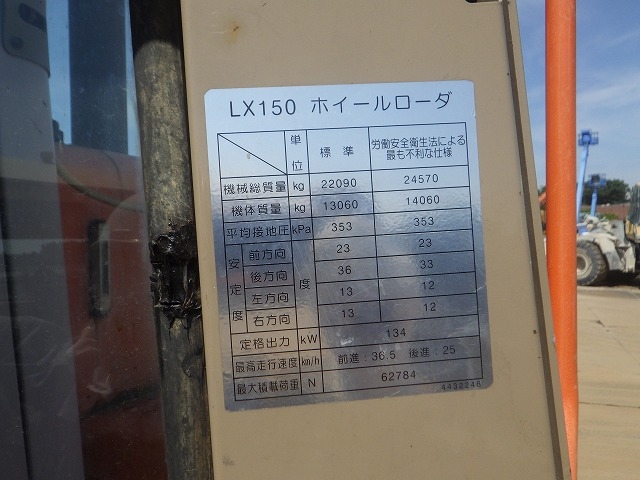 LX150 ホイールローダ
単位 標準 労働安全衛生法による最も不利な仕様
機械総質量 kg 22090 24570
機体質量 kg 13060 14060
平均接地圧 kPa 353 353
安定度 前方向 度 23 23
後方向 36 33
左方向 13 12
右方向 13 12
定格出力 kW 134
最高走行速度 km/h 前進:36.5 後進:25
最大積載荷重 N 62784
4430248